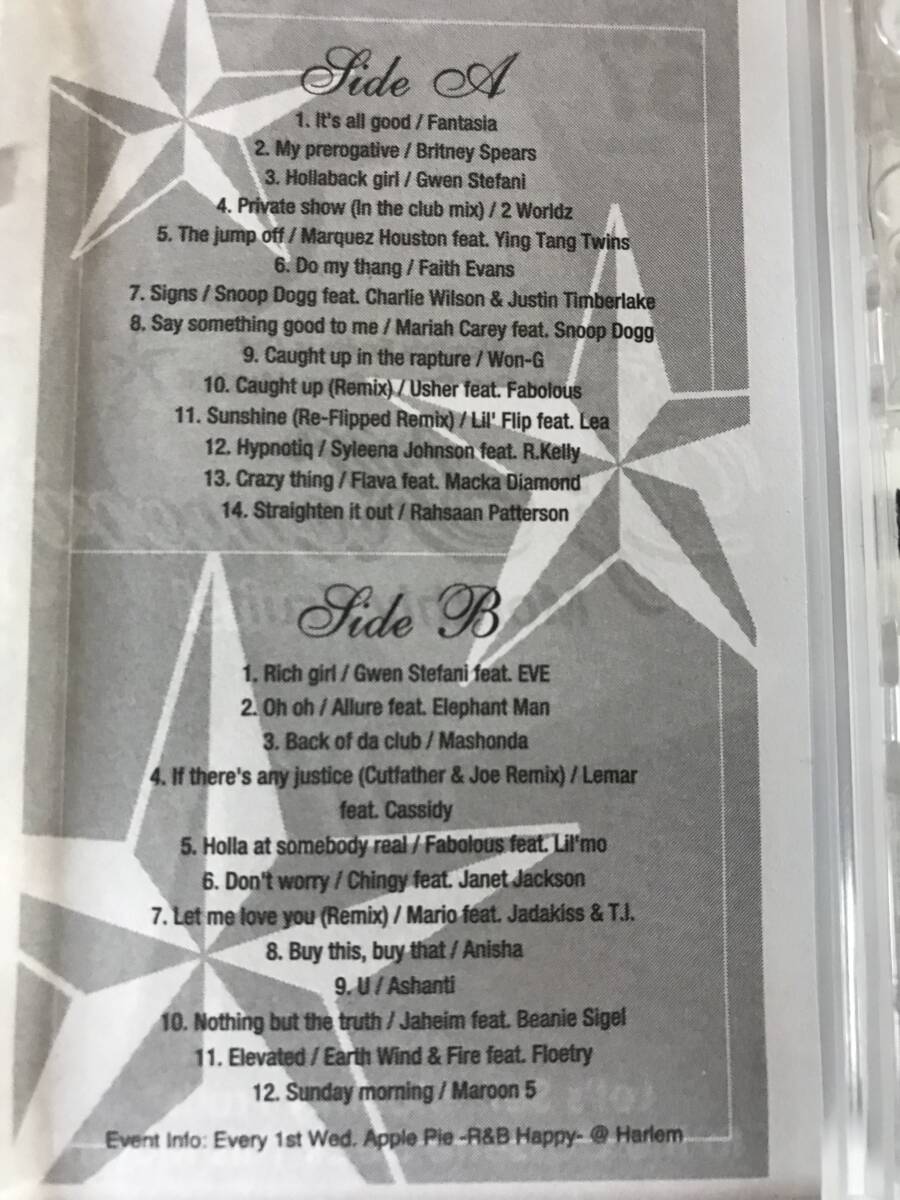 Side A
1. It's all good / Fantasia
2. My prerogative / Britney Spears
3. Hollaback girl / Gwen Stefani
4. Private show (In the club mix) / 2 Worldz
5. The jump off / Marquez Houston feat. Ying Tang Twins
6. Do my thang / Faith Evans
7. Signs / Snoop Dogg feat. Charlie Wilson & Justin Timberlake
8. Say something good to me / Mariah Carey feat. Snoop Dogg
9. Caught up in the rapture / Won-G
10. Caught up (Remix) / Usher feat. Fabolous
11. Sunshine (Re-Flipped Remix) / Lil' Flip feat. Lea
12. Hypnotiq / Syleena Johnson feat. R.Kelly
13. Crazy thing / Flava feat. Macka Diamond
14. Straighten it out / Rahsaan Patterson
Side B
1. Rich girl / Gwen Stefani feat. EVE
2. Oh oh / Allure feat. Elephant Man
3. Back of da club / Mashonda
4. If there's any justice (Cutfather & Joe Remix) / Lemar
feat. Cassidy
5. Holla at somebody real / Fabolous feat. Lil'mo
6. Don't worry / Chingy feat. Janet Jackson
7. Let me love you (Remix) / Mario feat. Jadakiss & T.I.
8. Buy this, buy that / Anisha
9. U / Ashanti
10. Nothing but the truth / Jaheim feat. Beanie Sigel
11. Elevated / Earth Wind & Fire feat. Floetry
12. Sunday morning / Maroon 5
Event Info: Every 1st Wed. Apple Pie -R&B Happy- @ Harlem